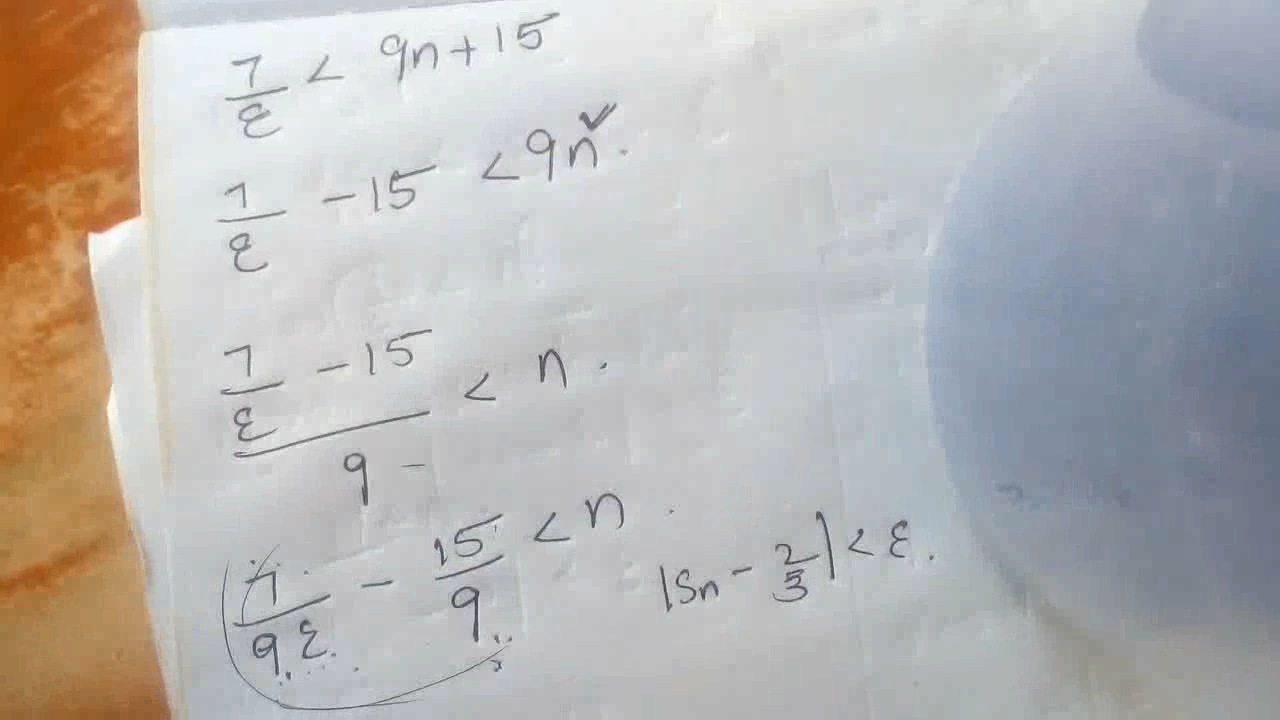 7/ε < 9n + 15
7/ε - 15 < 9n.
(7/ε - 15)/9 < n.
7/9ε - 15/9 < n.
|Sn - 2/3| < ε.